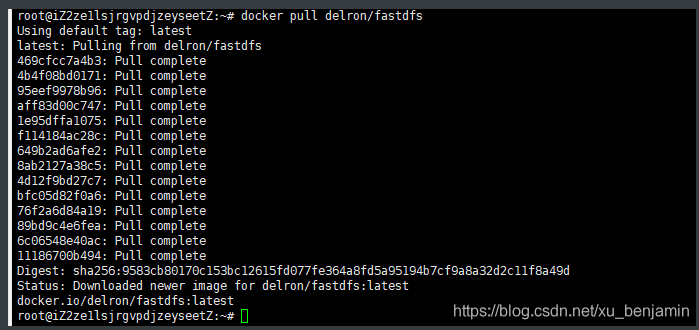 root@iZ2ze1lsjrgvpdjzeyseetZ:~# docker pull delron/fastdfs
Using default tag: latest
latest: Pulling from delron/fastdfs
469cfcc7a4b3: Pull complete
4b4f08bd0171: Pull complete
95eef9978b96: Pull complete
aff83d00c747: Pull complete
1e95dffa1075: Pull complete
f114184ac28c: Pull complete
649b2ad6afe2: Pull complete
8ab2127a38c5: Pull complete
4d12f9bd27c7: Pull complete
bfc05d82f0a6: Pull complete
76f2a6d84a19: Pull complete
89bd9c4e6fea: Pull complete
6c06548e40ac: Pull complete
11186700b494: Pull complete
Digest: sha256:9583cb80170c153bc12615fd077fe364a8fd5a95194b7cf9a8a32d2c11f8a49d
Status: Downloaded newer image for delron/fastdfs:latest
docker.io/delron/fastdfs:latest
root@iZ2ze1lsjrgvpdjzeyseetZ:~#
https://blog.csdn.net/xu_benjamin